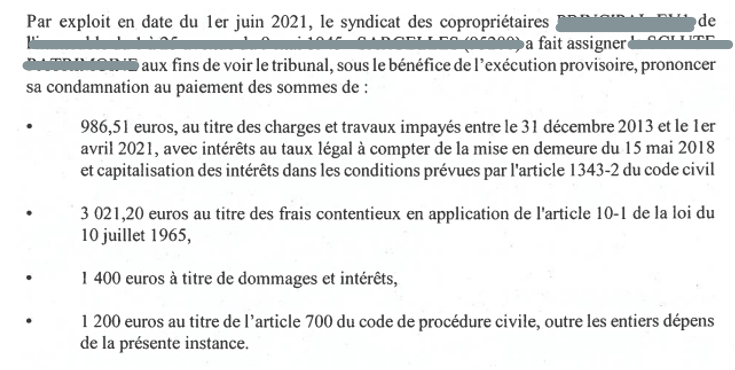 Par exploit en date du 1er juin 2021, le syndicat des copropriétaires de
a fait assigner
aux fins de voir le tribunal, sous le bénéfice de l'exécution provisoire, prononcer
sa condamnation au paiement des sommes de :
• 986,51 euros, au titre des charges et travaux impayés entre le 31 décembre 2013 et le 1er
avril 2021, avec intérêts au taux légal à compter de la mise en demeure du 15 mai 2018
et capitalisation des intérêts dans les conditions prévues par l'article 1343-2 du code civil
• 3 021,20 euros au titre des frais contentieux en application de l'article 10-1 de la loi du
10 juillet 1965,
• 1 400 euros à titre de dommages et intérêts,
• 1 200 euros au titre de l'article 700 du code de procédure civile, outre les entiers dépens
de la présente instance.